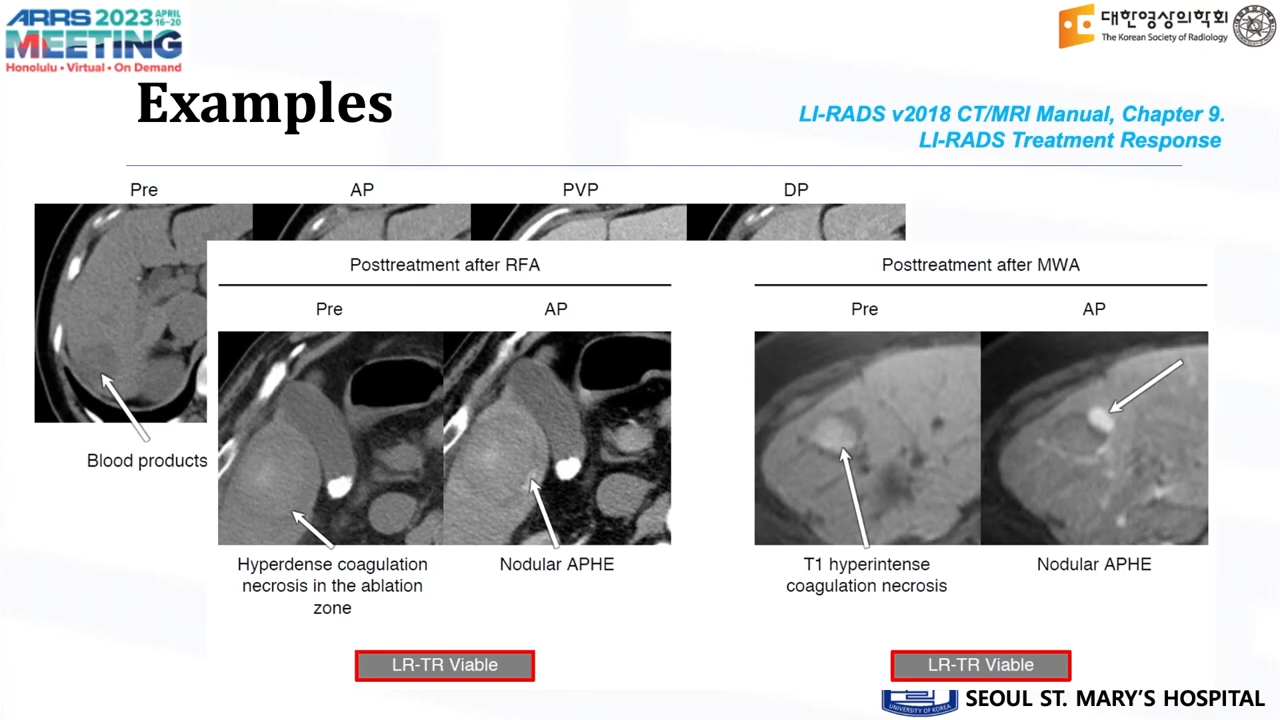 ARRS 2023 APRIL 16–20
MEETING
Honolulu • Virtual • On Demand
대한영상의학회
The Korean Society of Radiology
Examples
LI-RADS v2018 CT/MRI Manual, Chapter 9.
LI-RADS Treatment Response
Pre AP PVP DP
Blood products
Posttreatment after RFA
Pre AP
Hyperdense coagulation
necrosis in the ablation
zone
Nodular APHE
LR-TR Viable
Posttreatment after MWA
Pre AP
T1 hyperintense
coagulation necrosis
Nodular APHE
LR-TR Viable
UNIVERSITY OF KOREA
SEOUL ST. MARY'S HOSPITAL